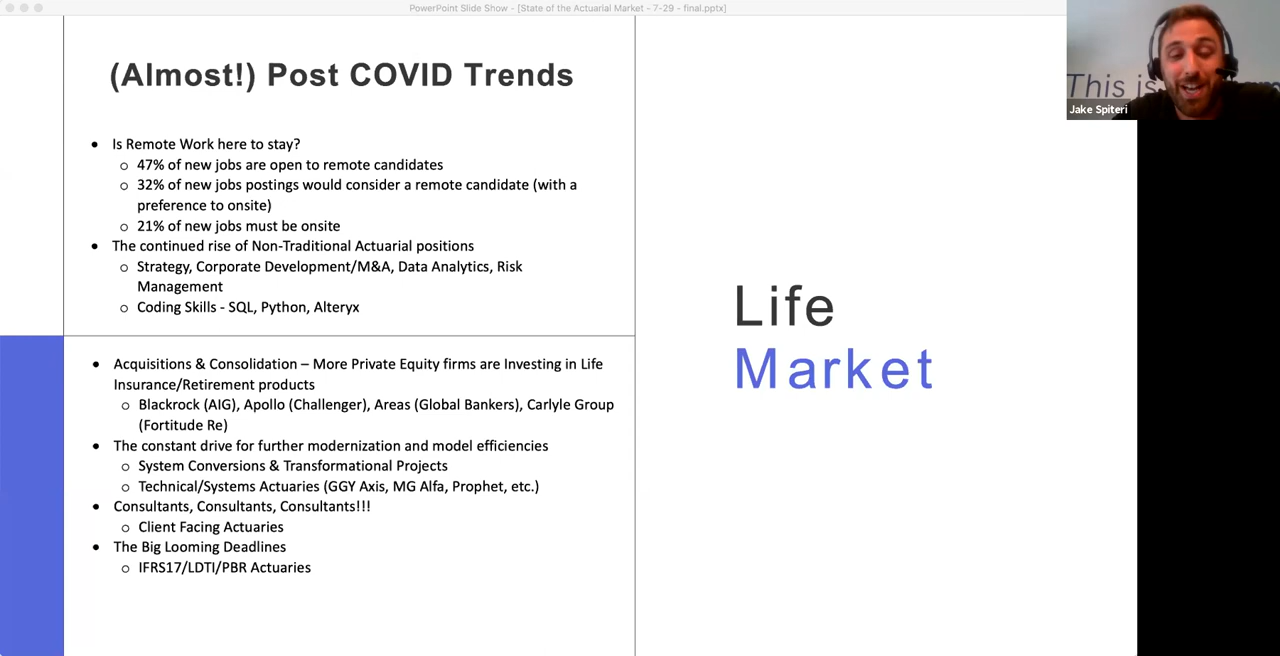 PowerPoint Slide Show - [State of the Actuarial Market - 7-29 - final.pptx]
(Almost!) Post COVID Trends
• Is Remote Work here to stay?
o 47% of new jobs are open to remote candidates
o 32% of new jobs postings would consider a remote candidate (with a
preference to onsite)
o 21% of new jobs must be onsite
• The continued rise of Non-Traditional Actuarial positions
o Strategy, Corporate Development/M&A, Data Analytics, Risk
Management
o Coding Skills - SQL, Python, Alteryx
• Acquisitions & Consolidation – More Private Equity firms are Investing in Life
Insurance/Retirement products
o Blackrock (AIG), Apollo (Challenger), Areas (Global Bankers), Carlyle Group
(Fortitude Re)
• The constant drive for further modernization and model efficiencies
o System Conversions & Transformational Projects
o Technical/Systems Actuaries (GGY Axis, MG Alfa, Prophet, etc.)
• Consultants, Consultants, Consultants!!!
o Client Facing Actuaries
• The Big Looming Deadlines
o IFRS17/LDTI/PBR Actuaries
Life
Market
This is
Jake Spiteri